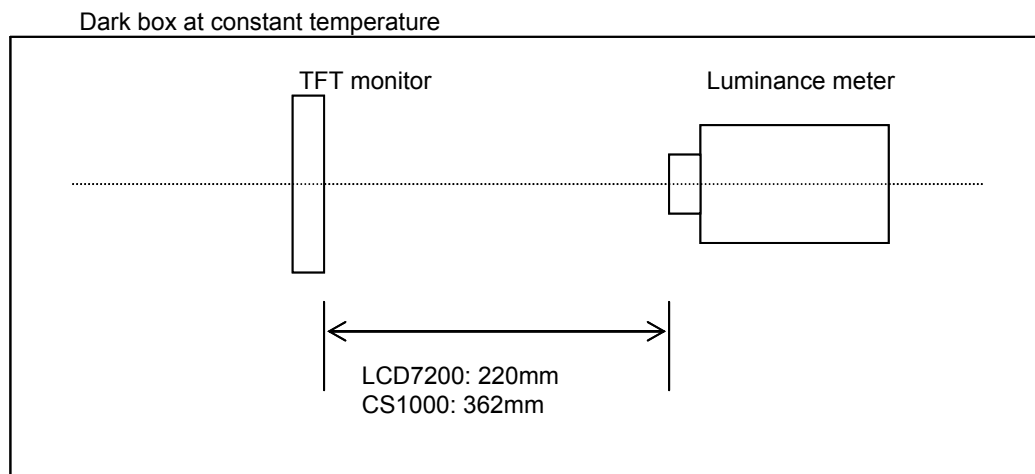 Dark box at constant temperature
TFT monitor
Luminance meter
LCD7200: 220mm
CS1000: 362mm